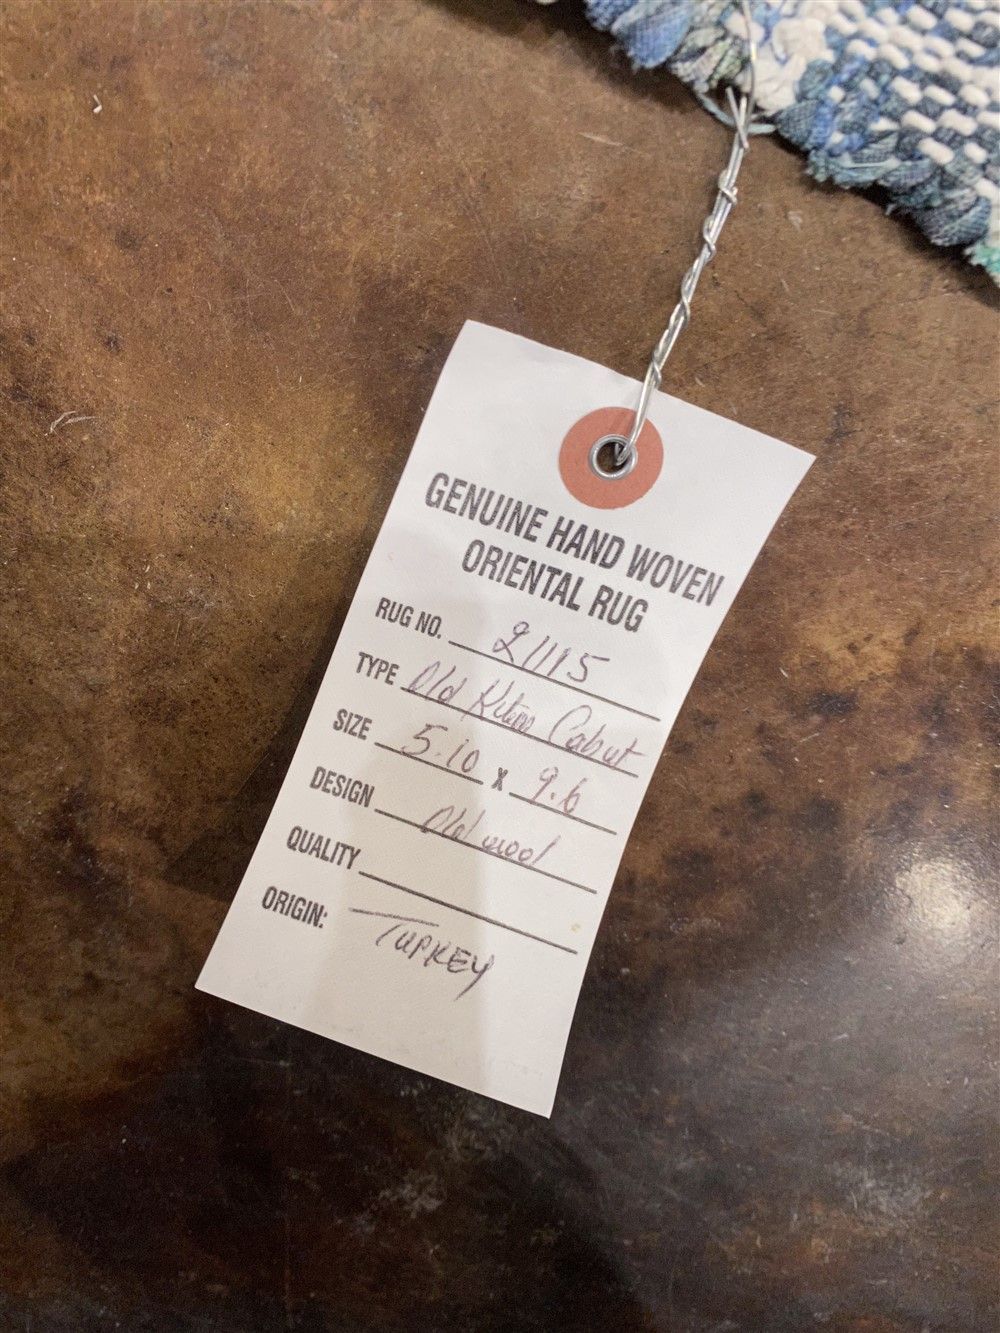 GENUINE HAND WOVEN
ORIENTAL RUG
RUG NO. 21115
TYPE Old Kilem Cabut
SIZE 5.10 X 9.6
DESIGN Old wool
QUALITY
ORIGIN: TURKEY